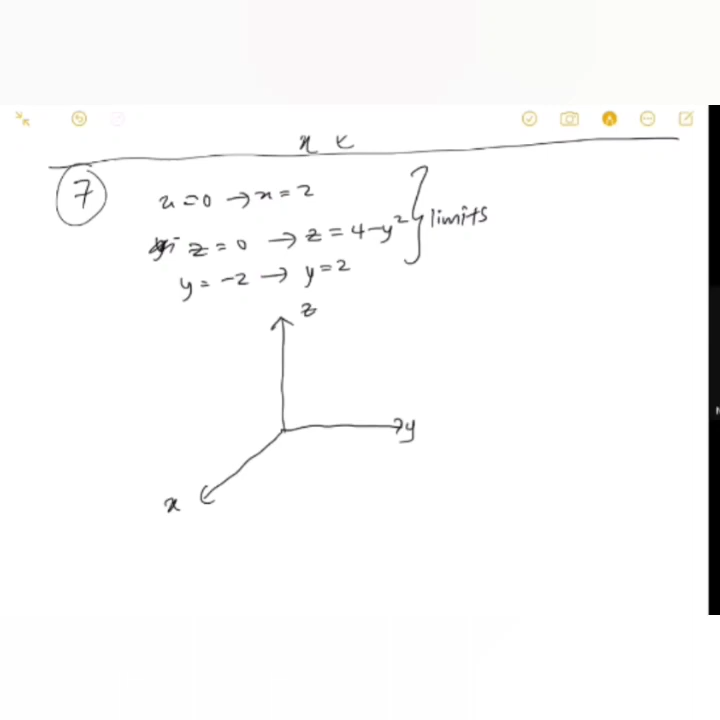 x <
7
x=0 → x=2
z=0 → z=4-y²
limits
y=-2 → y=2
z
y
x